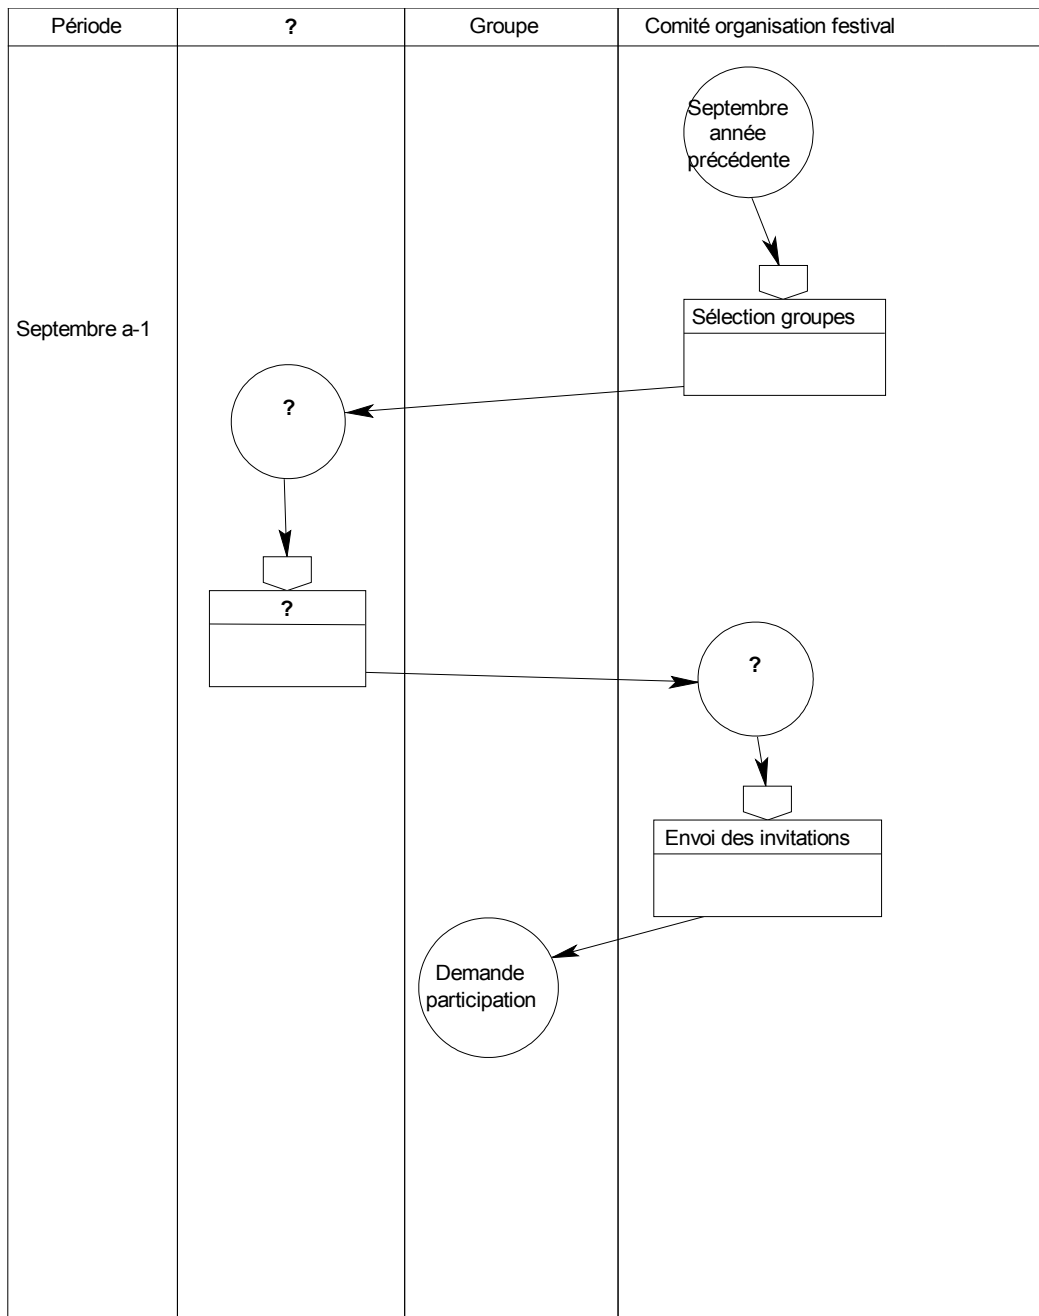 Période
?
Groupe
Comité organisation festival
Septembre
année
précédente
Sélection groupes
Septembre a-1
?
?
?
Envoi des invitations
Demande
participation